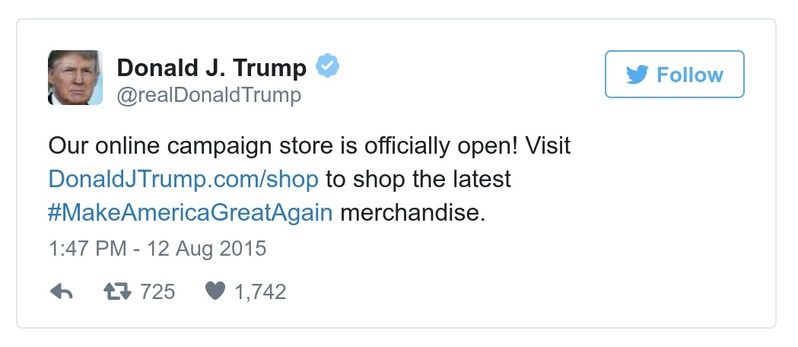 Donald J. Trump
@realDonaldTrump
Follow
Our online campaign store is officially open! Visit
DonaldJTrump.com/shop to shop the latest
#MakeAmericaGreatAgain merchandise.
1:47 PM - 12 Aug 2015
725 1,742